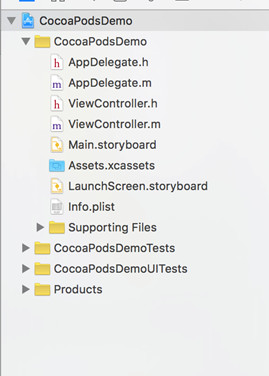 CocoaPodsDemo
CocoaPodsDemo
h AppDelegate.h
m AppDelegate.m
h ViewController.h
m ViewController.m
Main.storyboard
Assets.xcassets
LaunchScreen.storyboard
Info.plist
Supporting Files
CocoaPodsDemoTests
CocoaPodsDemoUITests
Products